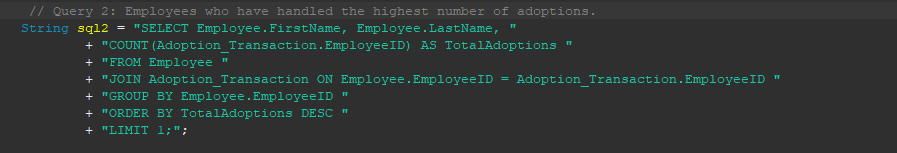 // Query 2: Employees who have handled the highest number of adoptions.
String sql2 = "SELECT Employee.FirstName, Employee.LastName, "
+ "COUNT(Adoption_Transaction.EmployeeID) AS TotalAdoptions "
+ "FROM Employee "
+ "JOIN Adoption_Transaction ON Employee.EmployeeID = Adoption_Transaction.EmployeeID "
+ "GROUP BY Employee.EmployeeID "
+ "ORDER BY TotalAdoptions DESC "
+ "LIMIT 1;";